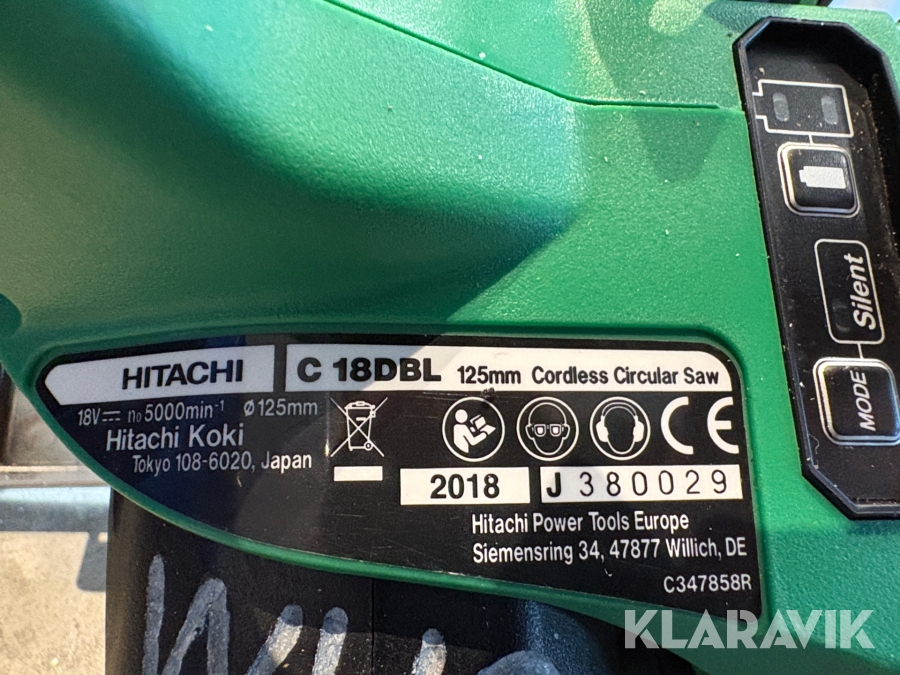 HITACHI
C 18DBL 125mm Cordless Circular Saw
18V⎓ n₀ 5000min⁻¹ Ø125mm
Hitachi Koki
Tokyo 108-6020, Japan
CE
2018 J 380029
Hitachi Power Tools Europe
Siemensring 34, 47877 Willich, DE
C347858R
Silent
MODE
KLARAVIK